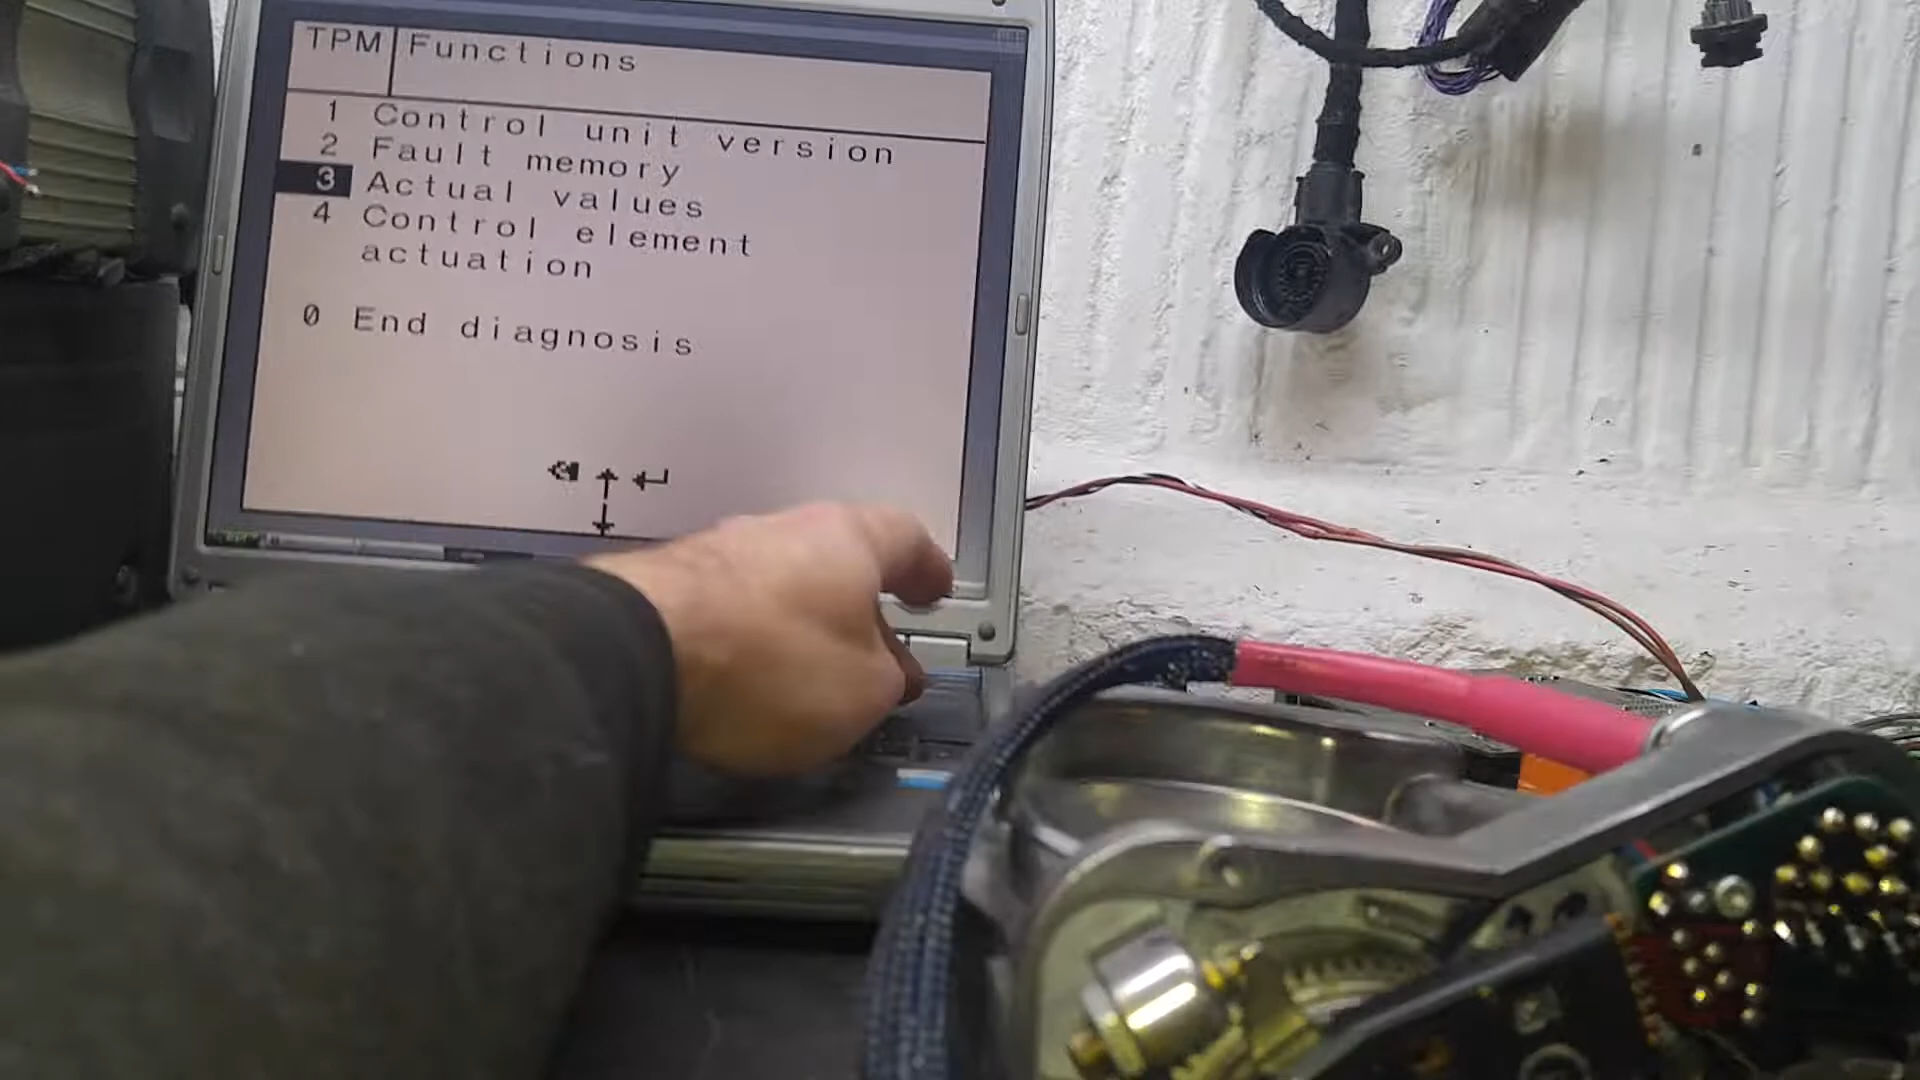 TPM Functions
1 Control unit version
2 Fault memory
3 Actual values
4 Control element
actuation
0 End diagnosis